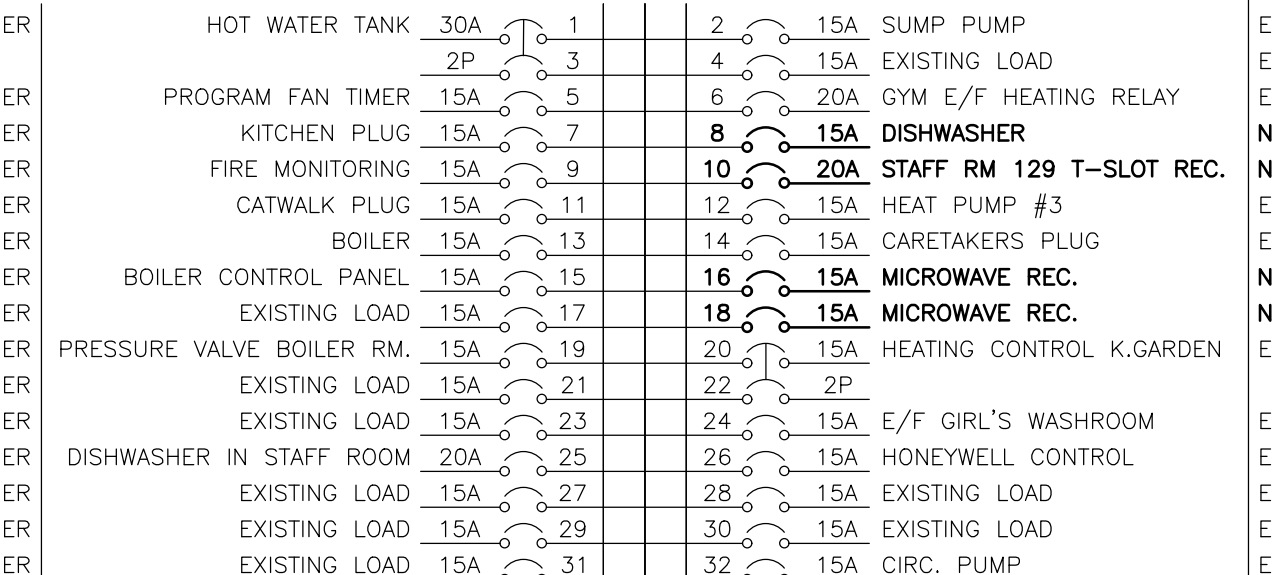 ER HOT WATER TANK 30A 1 2 15A SUMP PUMP E
2P 3 4 15A EXISTING LOAD E
ER PROGRAM FAN TIMER 15A 5 6 20A GYM E/F HEATING RELAY E
ER KITCHEN PLUG 15A 7 8 15A DISHWASHER N
ER FIRE MONITORING 15A 9 10 20A STAFF RM 129 T-SLOT REC. N
ER CATWALK PLUG 15A 11 12 15A HEAT PUMP #3 E
ER BOILER 15A 13 14 15A CARETAKERS PLUG E
ER BOILER CONTROL PANEL 15A 15 16 15A MICROWAVE REC. N
ER EXISTING LOAD 15A 17 18 15A MICROWAVE REC. N
ER PRESSURE VALVE BOILER RM. 15A 19 20 15A HEATING CONTROL K.GARDEN E
ER EXISTING LOAD 15A 21 22 2P
ER EXISTING LOAD 15A 23 24 15A E/F GIRL'S WASHROOM E
ER DISHWASHER IN STAFF ROOM 20A 25 26 15A HONEYWELL CONTROL E
ER EXISTING LOAD 15A 27 28 15A EXISTING LOAD E
ER EXISTING LOAD 15A 29 30 15A EXISTING LOAD E
ER EXISTING LOAD 15A 31 32 15A CIRC. PUMP E